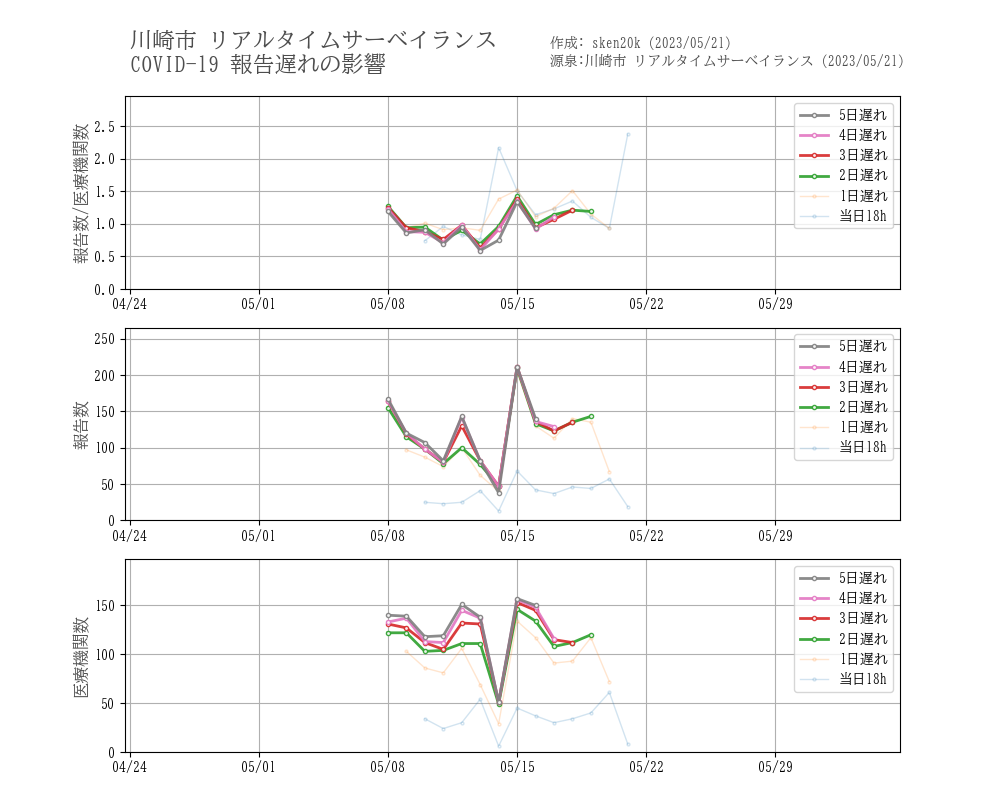 川崎市 リアルタイムサーベイランス
COVID-19 報告遅れの影響
作成: sken20k (2023/05/21)
源泉:川崎市 リアルタイムサーベイランス (2023/05/21)
報告数/医療機関数
2.5
2.0
1.5
1.0
0.5
0.0
04/24 05/01 05/08 05/15 05/22 05/29
5日遅れ
4日遅れ
3日遅れ
2日遅れ
1日遅れ
当日18h
報告数
250
200
150
100
50
0
04/24 05/01 05/08 05/15 05/22 05/29
5日遅れ
4日遅れ
3日遅れ
2日遅れ
1日遅れ
当日18h
医療機関数
150
100
50
0
04/24 05/01 05/08 05/15 05/22 05/29
5日遅れ
4日遅れ
3日遅れ
2日遅れ
1日遅れ
当日18h